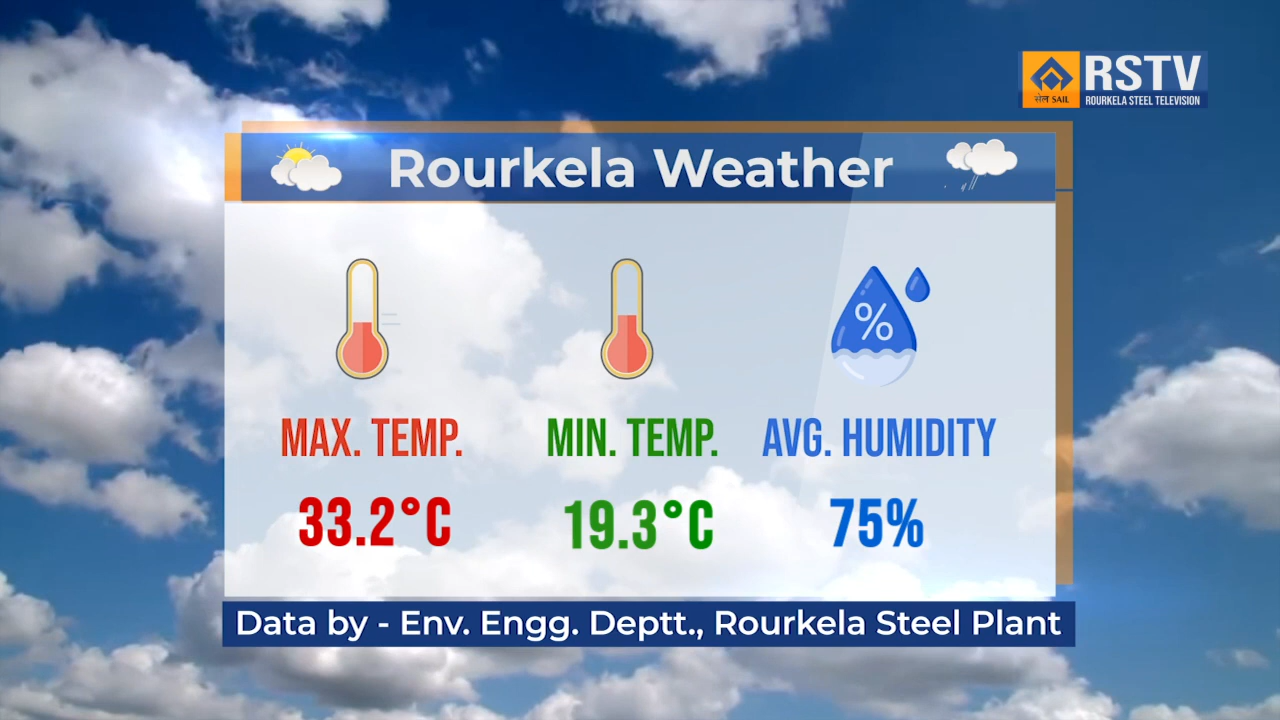 RSTV
सेल SAIL
ROURKELA STEEL TELEVISION
Rourkela Weather
%
MAX. TEMP.
MIN. TEMP.
AVG. HUMIDITY
33.2°C
19.3°C
75%
Data by - Env. Engg. Deptt., Rourkela Steel Plant